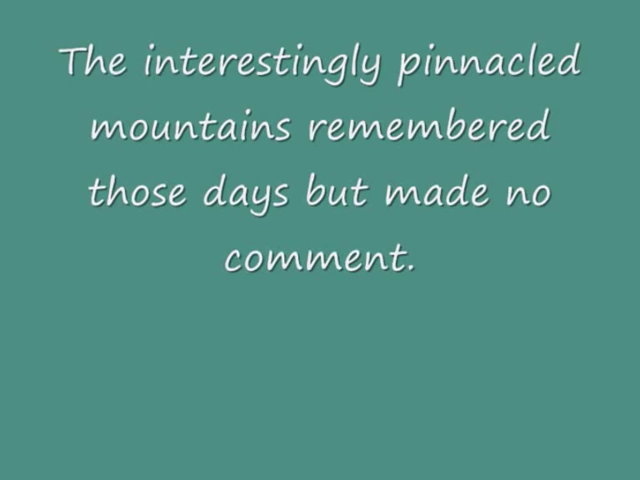 The interestingly pinnacled
mountains remembered
those days but made no
comment.